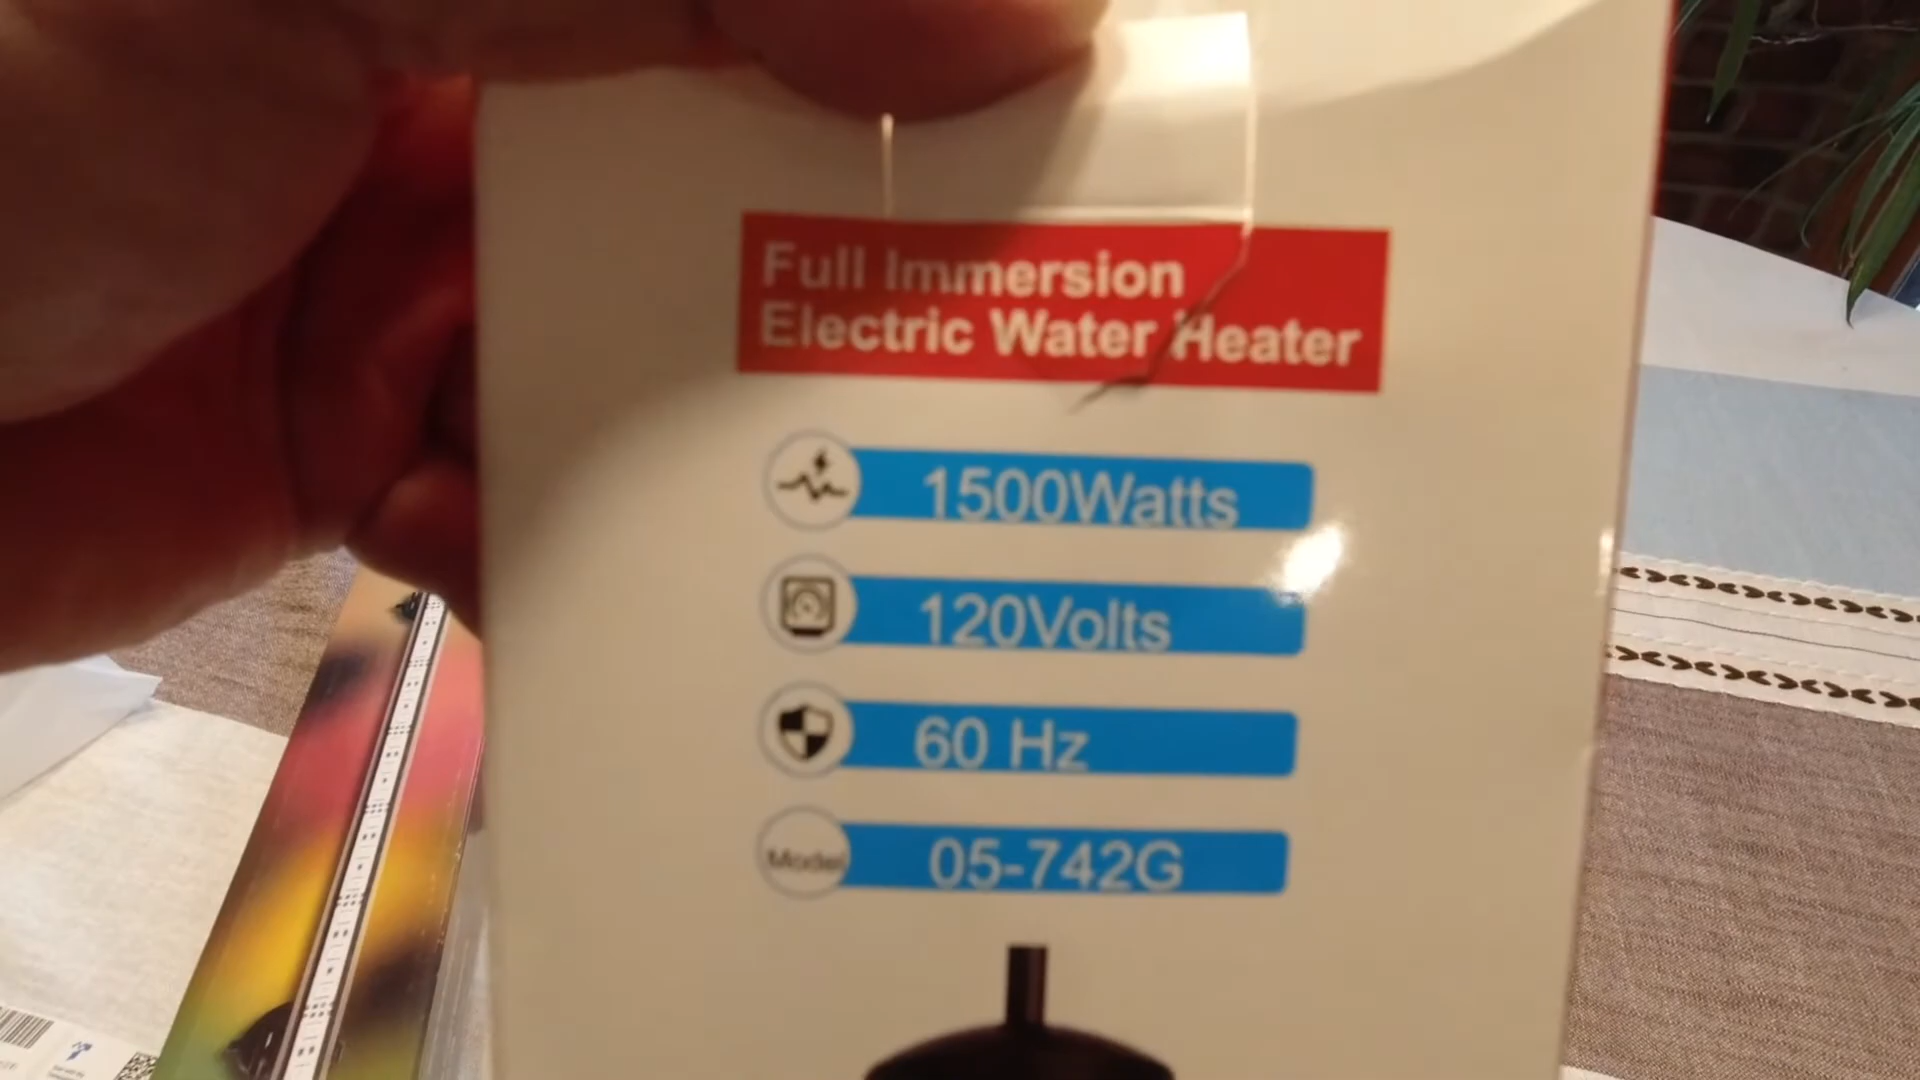 Full Immersion
Electric Water Heater
1500Watts
120Volts
60 Hz
Model 05-742G